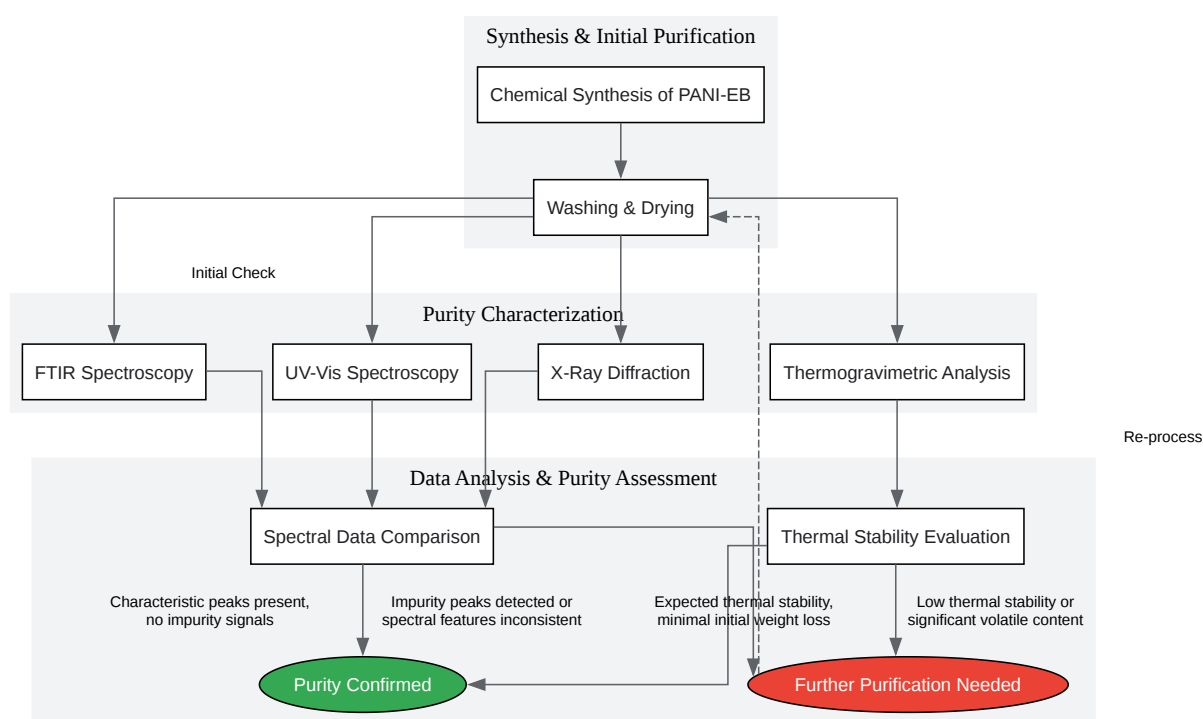 Synthesis & Initial Purification
Chemical Synthesis of PANI-EB
Washing & Drying
Initial Check
Purity Characterization
FTIR Spectroscopy
UV-Vis Spectroscopy
X-Ray Diffraction
Thermogravimetric Analysis
Re-process
Data Analysis & Purity Assessment
Spectral Data Comparison
Thermal Stability Evaluation
Characteristic peaks present,
no impurity signals
Impurity peaks detected or
spectral features inconsistent
Expected thermal stability,
minimal initial weight loss
Low thermal stability or
significant volatile content
Purity Confirmed
Further Purification Needed